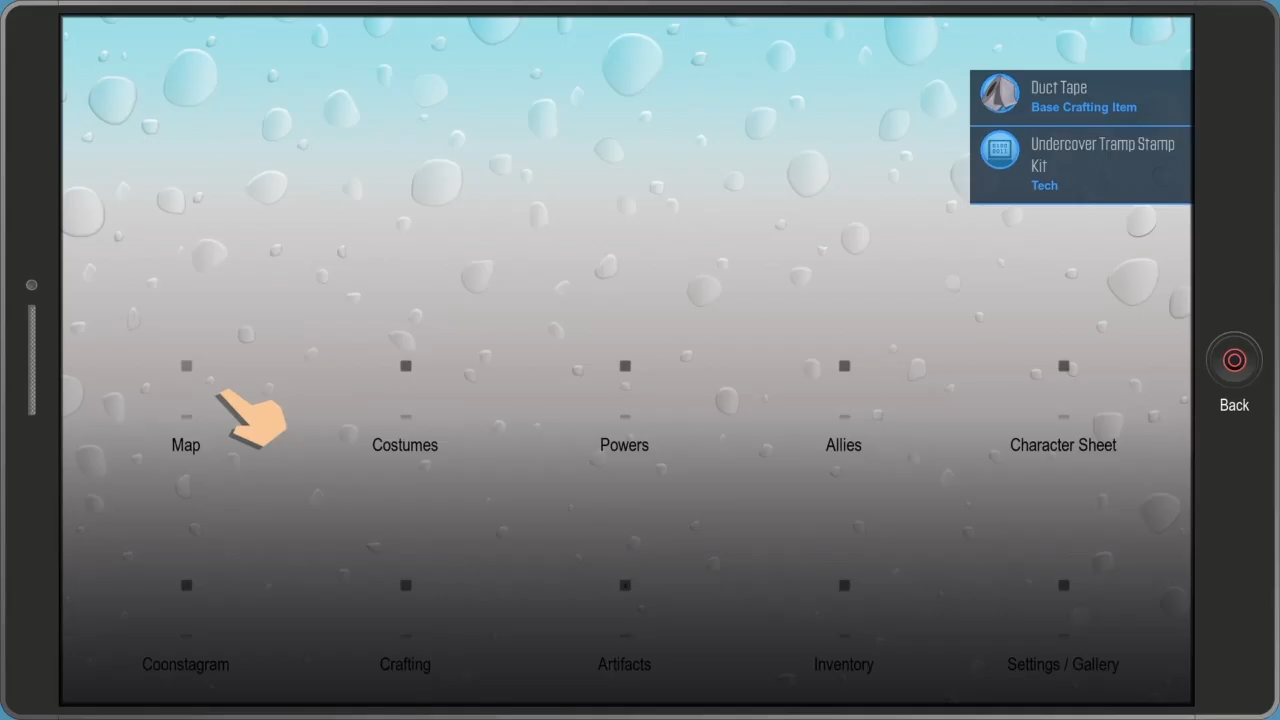 Duct Tape
Base Crafting Item
Undercover Tramp Stamp
Kit
Tech
Back
Map
Costumes
Powers
Allies
Character Sheet
Coonstagram
Crafting
Artifacts
Inventory
Settings / Gallery